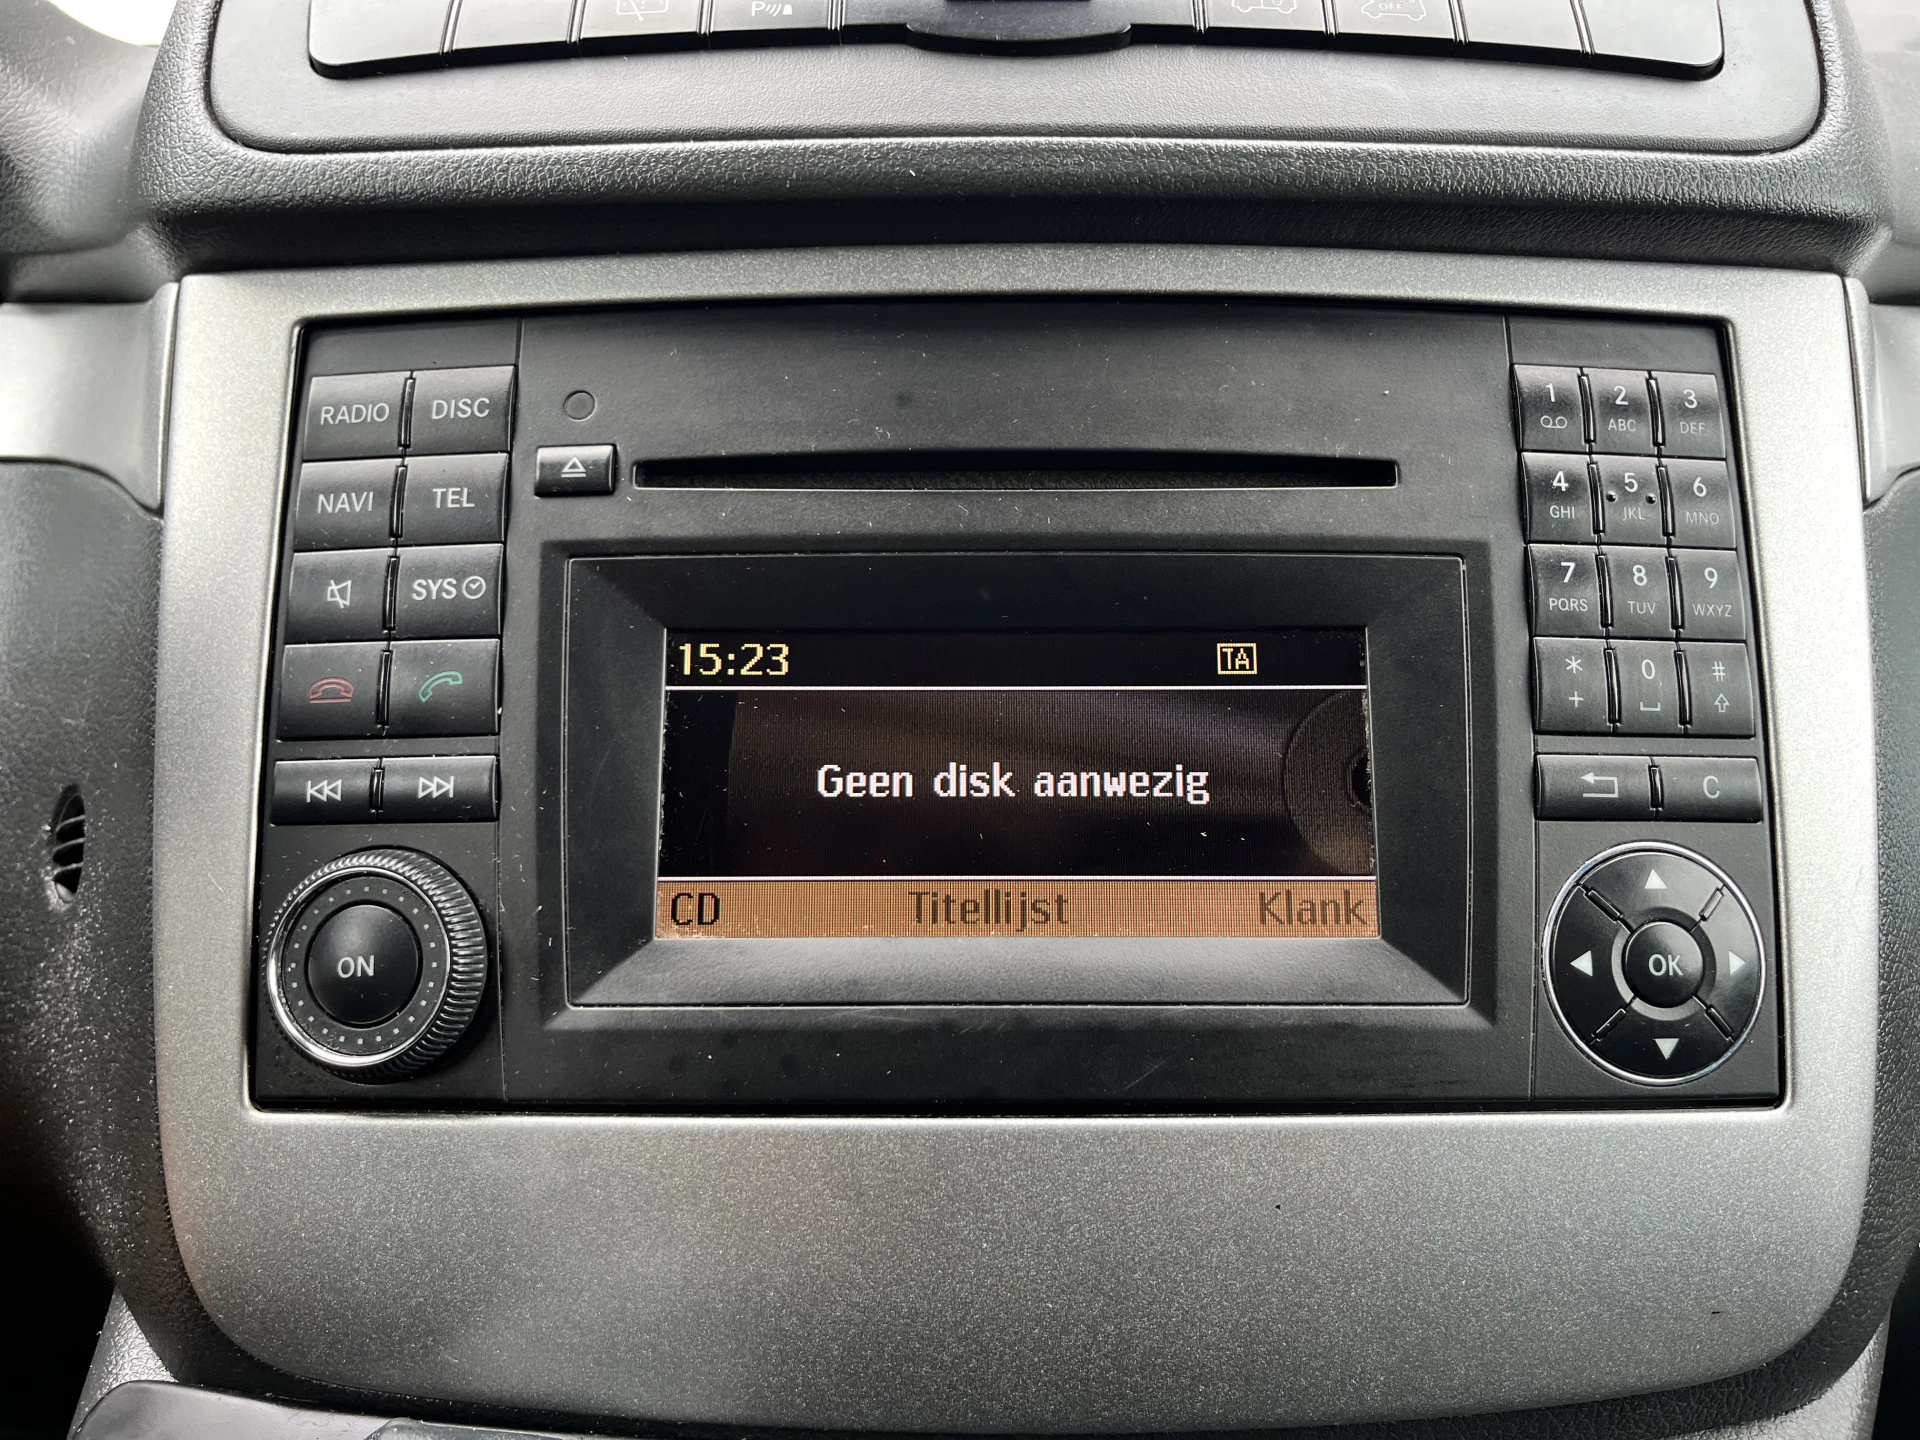 P
OFF
RADIO DISC
NAVI TEL
SYS
ON
15:23 TA
Geen disk aanwezig
CD Titellijst Klank
1 2 ABC 3 DEF
4 GHI 5 JKL 6 MNO
7 PQRS 8 TUV 9 WXYZ
* + 0 #
C
OK